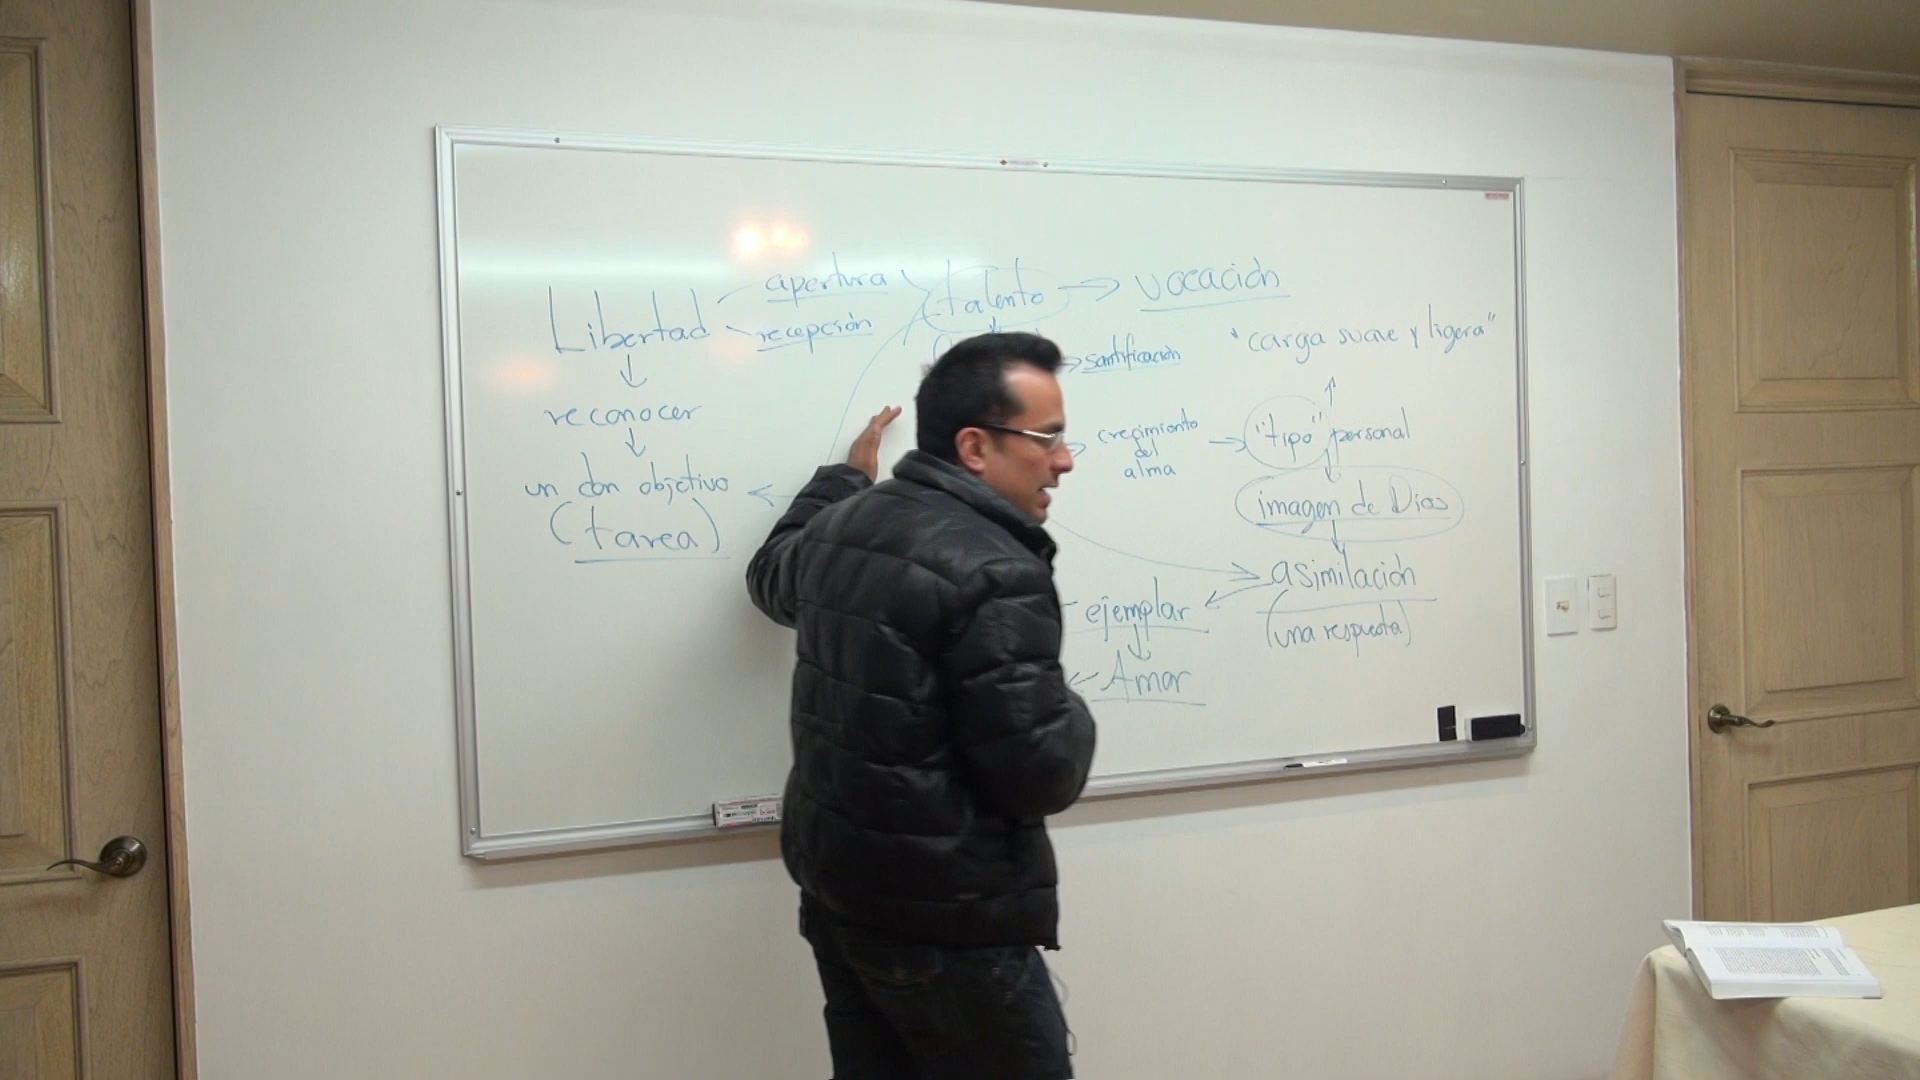 Libertad
apertura
recepción
talento
vocación
santificación
"carga suave y ligera"
reconocer
un don objetivo
(tarea)
crecimiento
del
alma
"tipo" personal
imagen de Dios
asimilación
(una respuesta)
ejemplar
Amar